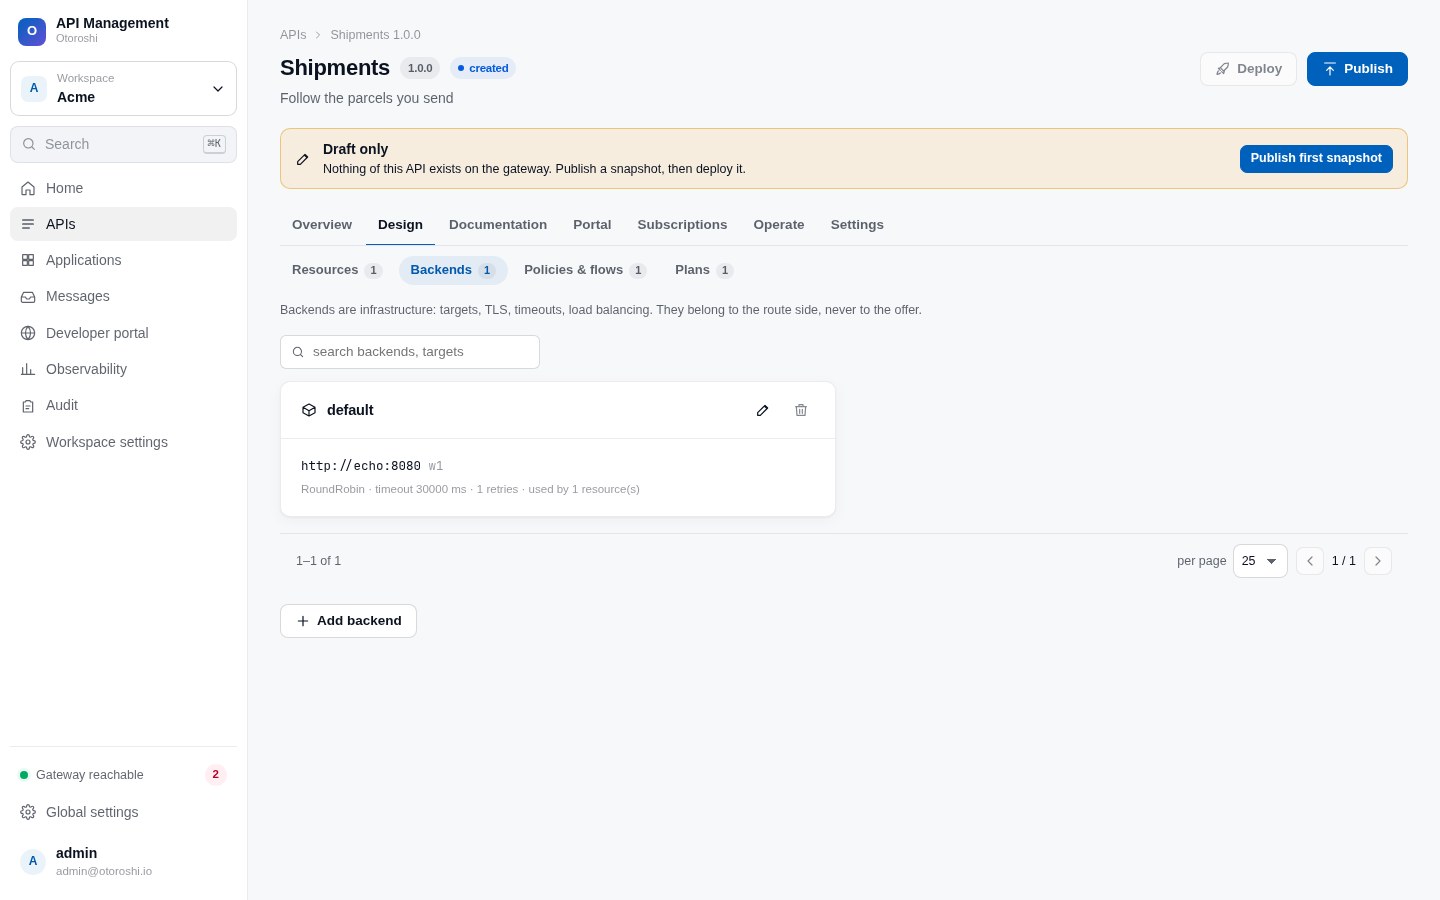 O
API Management
Otoroshi
A
Workspace
Acme
Search
⌘K
Home
APIs
Applications
Messages
Developer portal
Observability
Audit
Workspace settings
Gateway reachable
2
Global settings
A
admin
admin@otoroshi.io
APIs
Shipments 1.0.0
Shipments
1.0.0
created
Deploy
Publish
Follow the parcels you send
Draft only
Nothing of this API exists on the gateway. Publish a snapshot, then deploy it.
Publish first snapshot
Overview
Design
Documentation
Portal
Subscriptions
Operate
Settings
Resources 1
Backends 1
Policies & flows 1
Plans 1
Backends are infrastructure: targets, TLS, timeouts, load balancing. They belong to the route side, never to the offer.
search backends, targets
default
http://echo:8080 w1
RoundRobin · timeout 30000 ms · 1 retries · used by 1 resource(s)
1–1 of 1
per page
25
1 / 1
Add backend